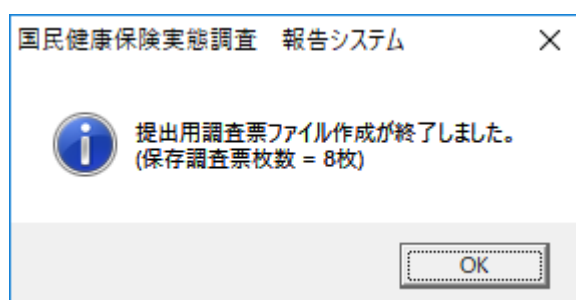 国民健康保険実態調査　報告システム
提出用調査票ファイル作成が終了しました。
(保存調査票枚数 = 8枚)
OK